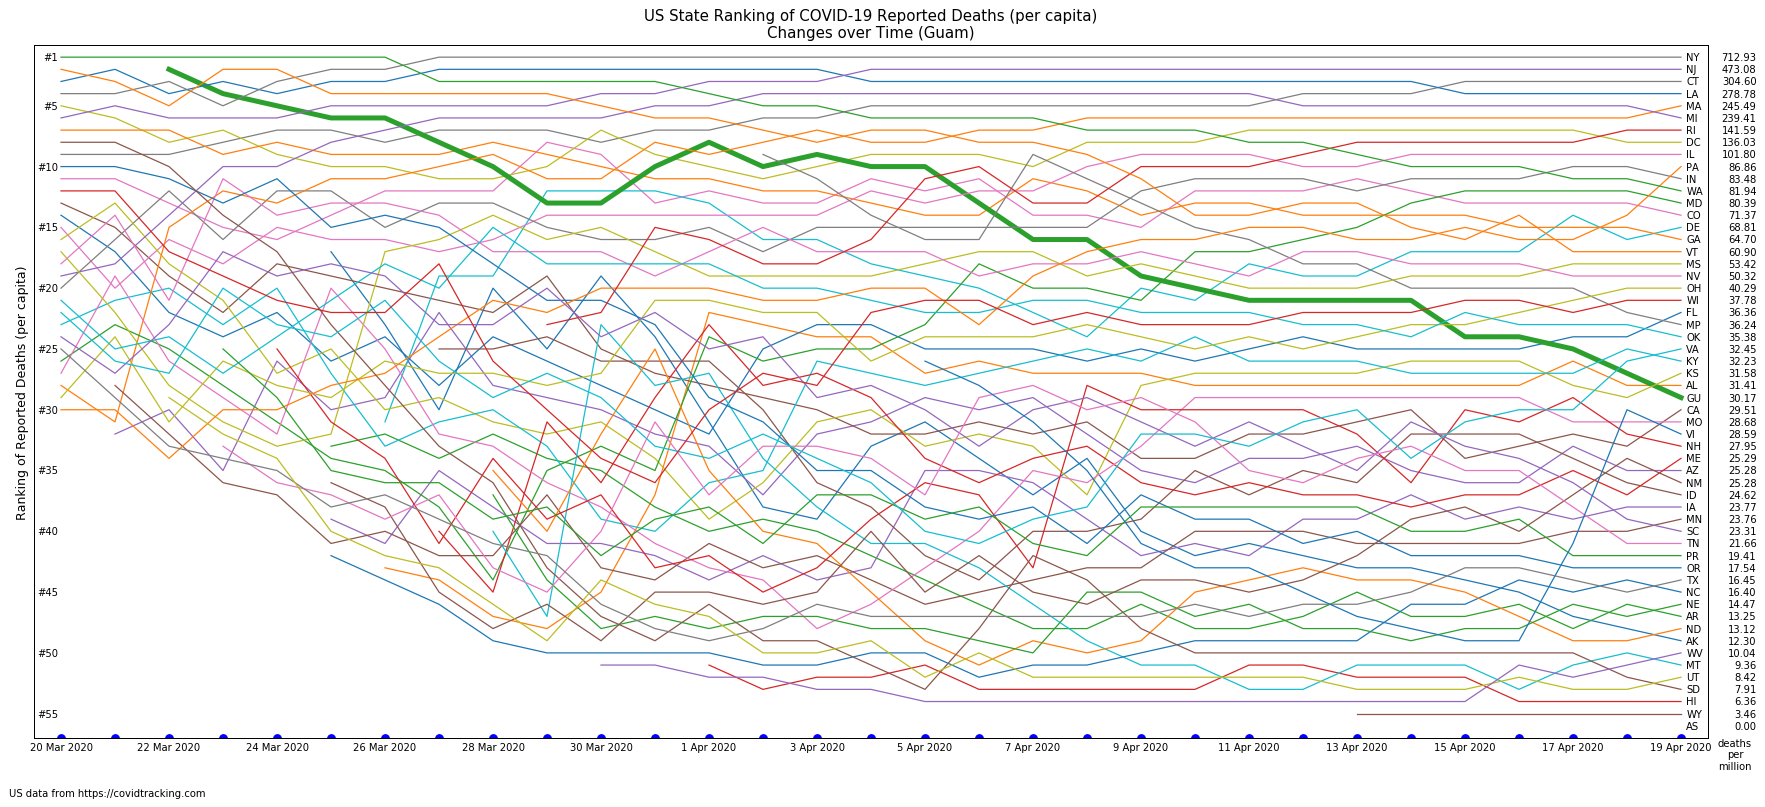 US State Ranking of COVID-19 Reported Deaths (per capita)
Changes over Time (Guam)
Ranking of Reported Deaths (per capita)
#1
#5
#10
#15
#20
#25
#30
#35
#40
#45
#50
#55
NY 712.93
NJ 473.08
CT 304.60
LA 278.78
MA 245.49
MI 239.41
RI 141.59
DC 136.03
IL 101.80
PA 86.86
IN 83.48
WA 81.94
MD 80.39
CO 71.37
DE 68.81
GA 64.70
VT 60.90
MS 53.42
NV 50.32
OH 40.29
WI 37.78
FL 36.36
MP 36.24
OK 35.38
VA 32.45
KY 32.23
KS 31.58
AL 31.41
GU 30.17
CA 29.51
MO 28.68
VI 28.59
NH 27.95
ME 25.29
AZ 25.28
NM 25.28
ID 24.62
IA 23.77
MN 23.76
SC 23.31
TN 21.66
PR 19.41
OR 17.54
TX 16.45
NC 16.40
NE 14.47
AR 13.25
ND 13.12
AK 12.30
WV 10.04
MT 9.36
UT 8.42
SD 7.91
HI 6.36
WY 3.46
AS 0.00
20 Mar 2020 22 Mar 2020 24 Mar 2020 26 Mar 2020 28 Mar 2020 30 Mar 2020 1 Apr 2020 3 Apr 2020 5 Apr 2020 7 Apr 2020 9 Apr 2020 11 Apr 2020 13 Apr 2020 15 Apr 2020 17 Apr 2020 19 Apr 2020
deaths
per
million
US data from https://covidtracking.com